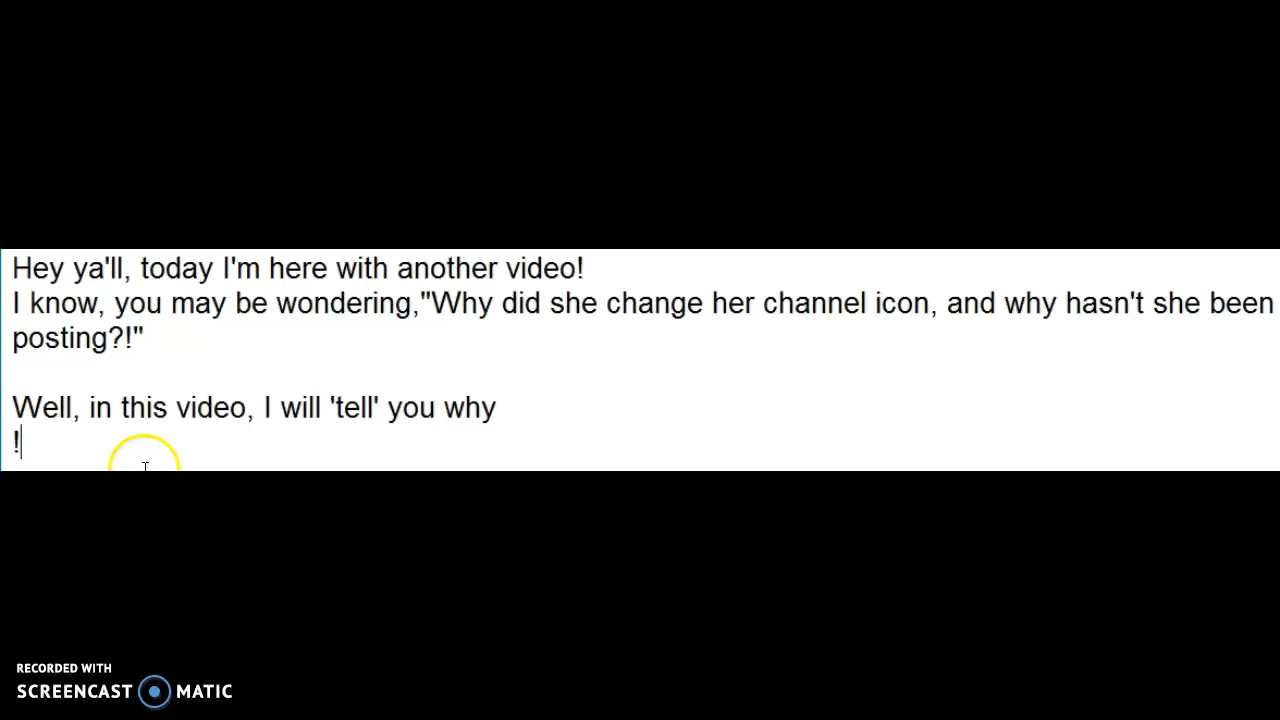 Hey ya'll, today I'm here with another video!
I know, you may be wondering,"Why did she change her channel icon, and why hasn't she been
posting?!"
Well, in this video, I will 'tell' you why
!
RECORDED WITH
SCREENCAST MATIC